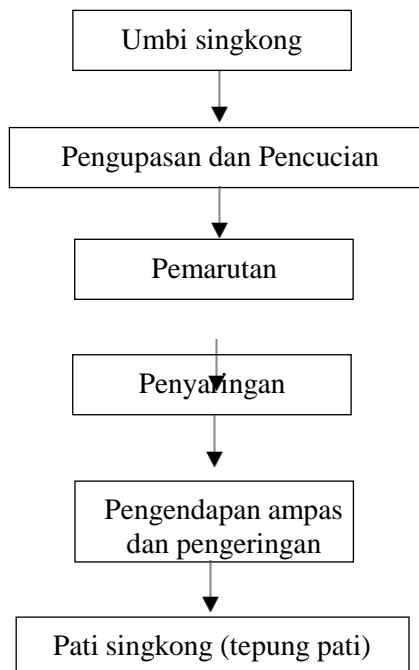 Umbi singkong
Pengupasan dan Pencucian
Pemarutan
Penyaringan
Pengendapan ampas
dan pengeringan
Pati singkong (tepung pati)